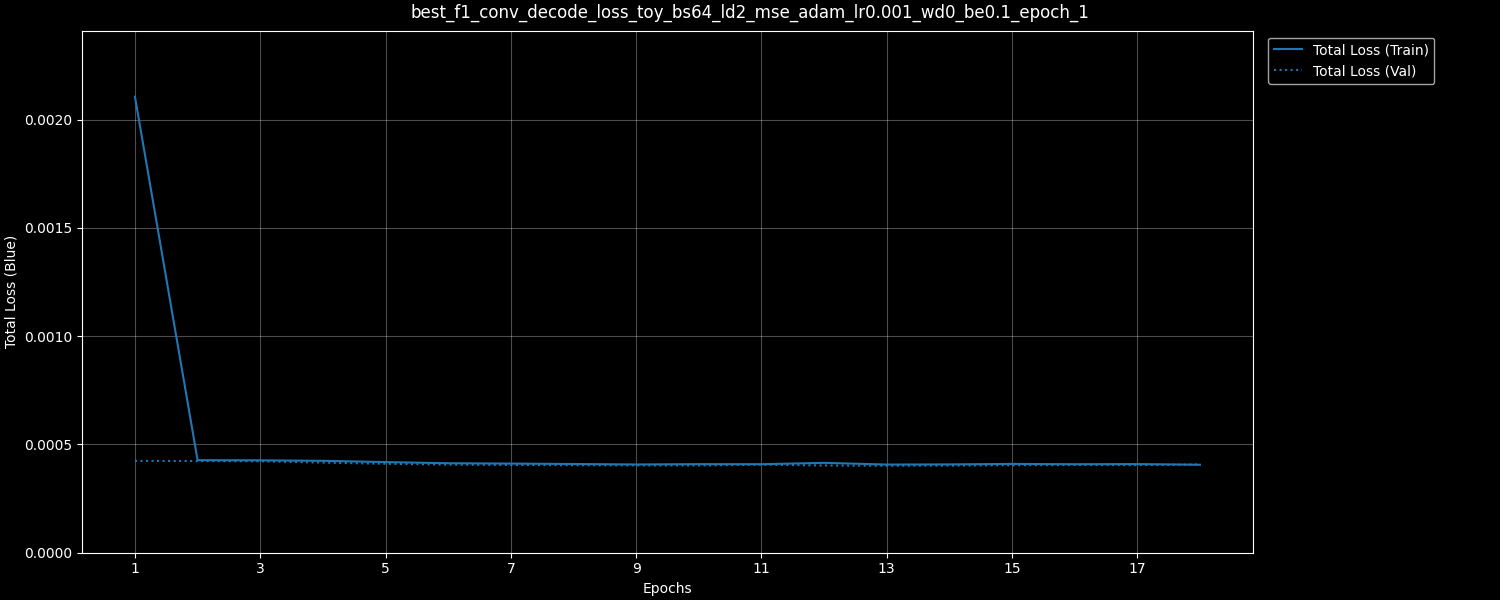 best_f1_conv_decode_loss_toy_bs64_ld2_mse_adam_lr0.001_wd0_be0.1_epoch_1
Total Loss (Train)
Total Loss (Val)
Total Loss (Blue)
0.0020
0.0015
0.0010
0.0005
0.0000
1 3 5 7 9 11 13 15 17
Epochs